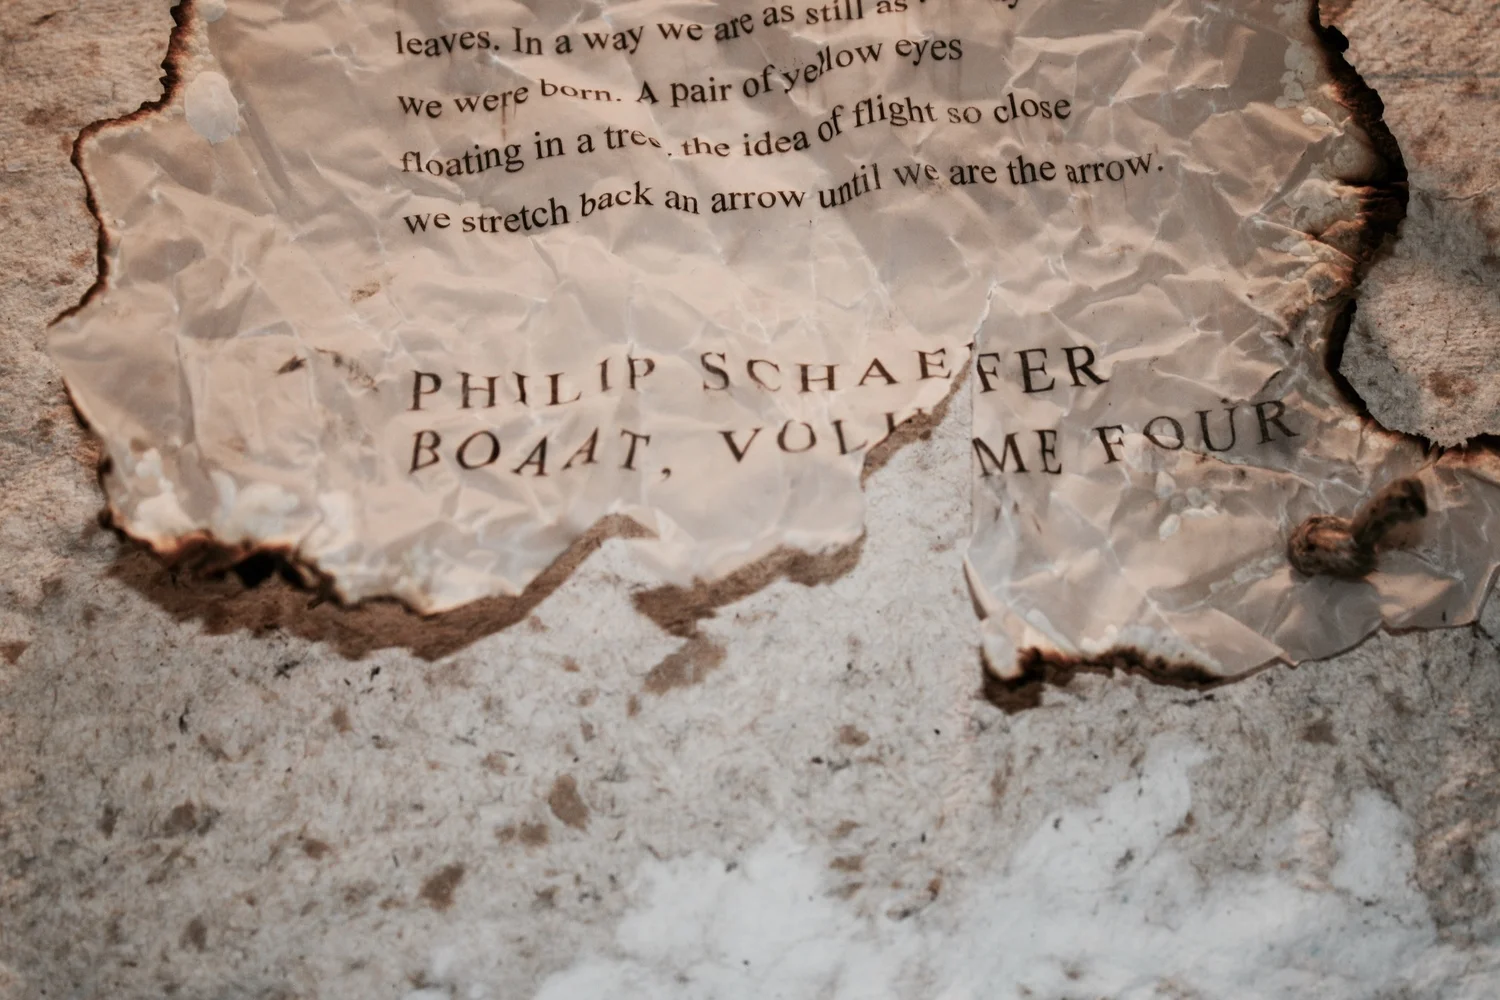 leaves. In a way we are as still as
we were born. A pair of yellow eyes
floating in a tree, the idea of flight so close
we stretch back an arrow until we are the arrow.
PHILIP SCHAEFER
BOAAT, VOLUME FOUR